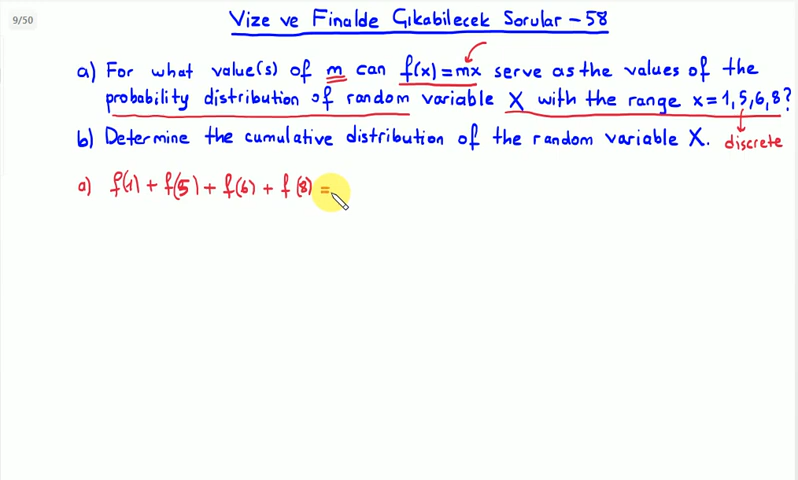 9/50
Vize ve Finalde Çıkabilecek Sorular - 58
a) For what value(s) of m can f(x)=mx serve as the values of the
probability distribution of random variable X with the range x=1,5,6,8?
b) Determine the cumulative distribution of the random variable X. discrete
a) f(1) + f(5) + f(6) + f(8) =